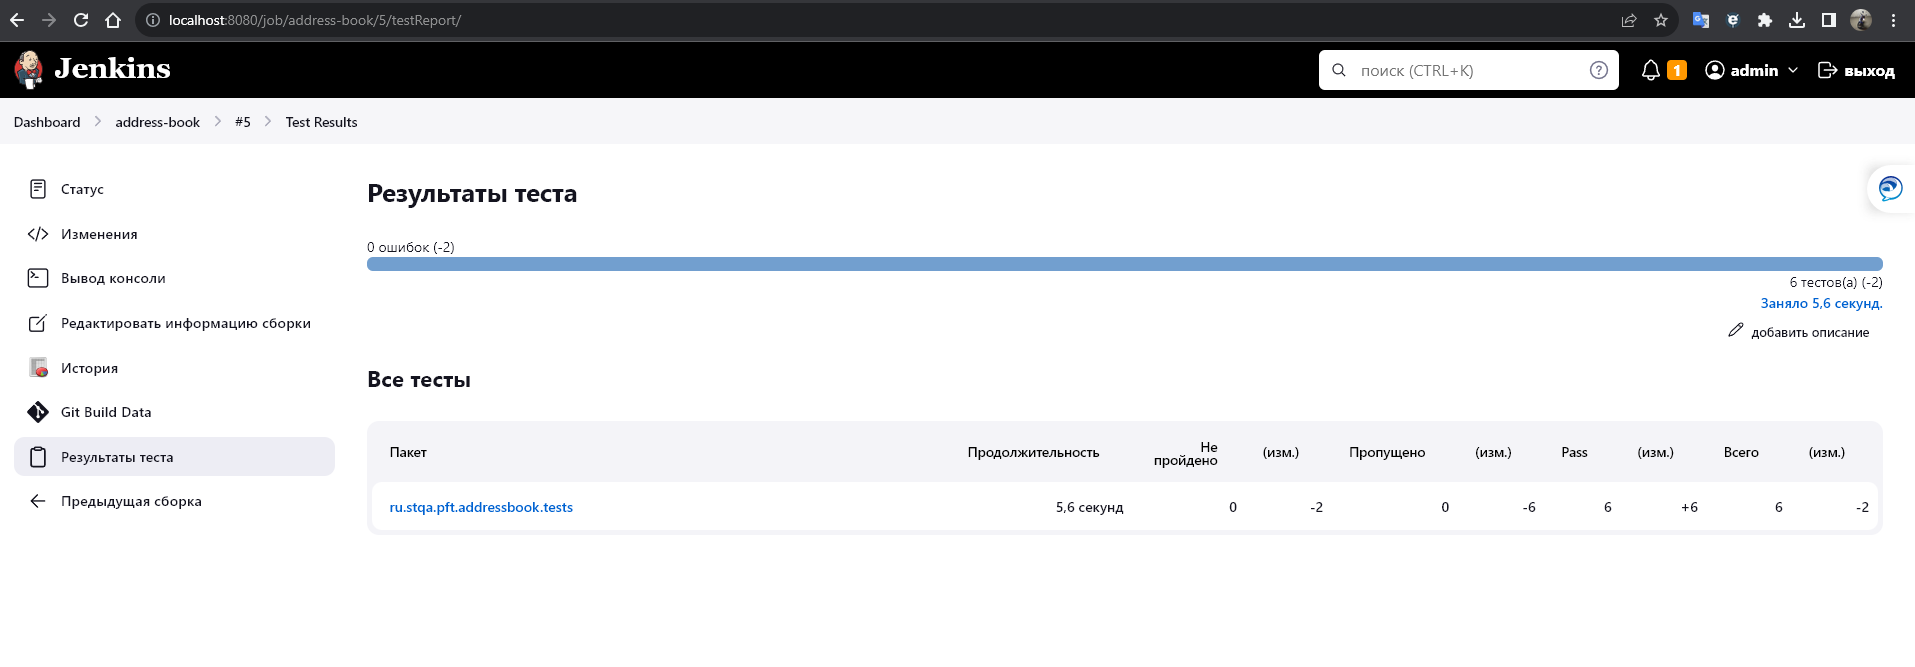 localhost:8080/job/address-book/5/testReport/
Jenkins
поиск (CTRL+K)
1
admin
выход
Dashboard
address-book
#5
Test Results
Статус
Изменения
Вывод консоли
Редактировать информацию сборки
История
Git Build Data
Результаты теста
Предыдущая сборка
Результаты теста
0 ошибок (-2)
6 тестов(а) (-2)
Заняло 5,6 секунд.
добавить описание
Все тесты
Пакет Продолжительность Не пройдено (изм.) Пропущено (изм.) Pass (изм.) Всего (изм.)
ru.stqa.pft.addressbook.tests 5,6 секунд 0 -2 0 -6 6 +6 6 -2